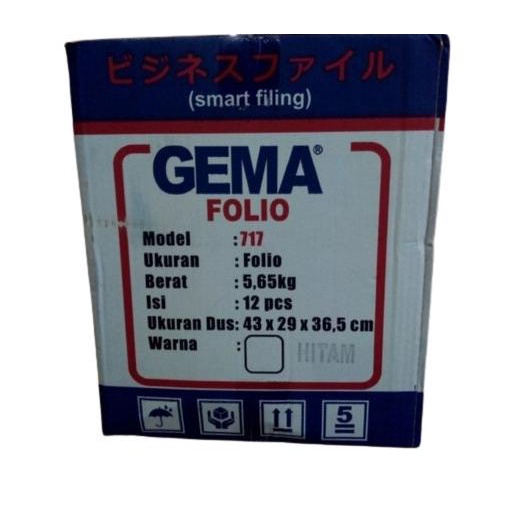 ビジネスファイル
(smart filing)
GEMA®
FOLIO
Model : 717
Ukuran : Folio
Berat : 5,65kg
Isi : 12 pcs
Ukuran Dus: 43 x 29 x 36,5 cm
Warna : HITAM
5